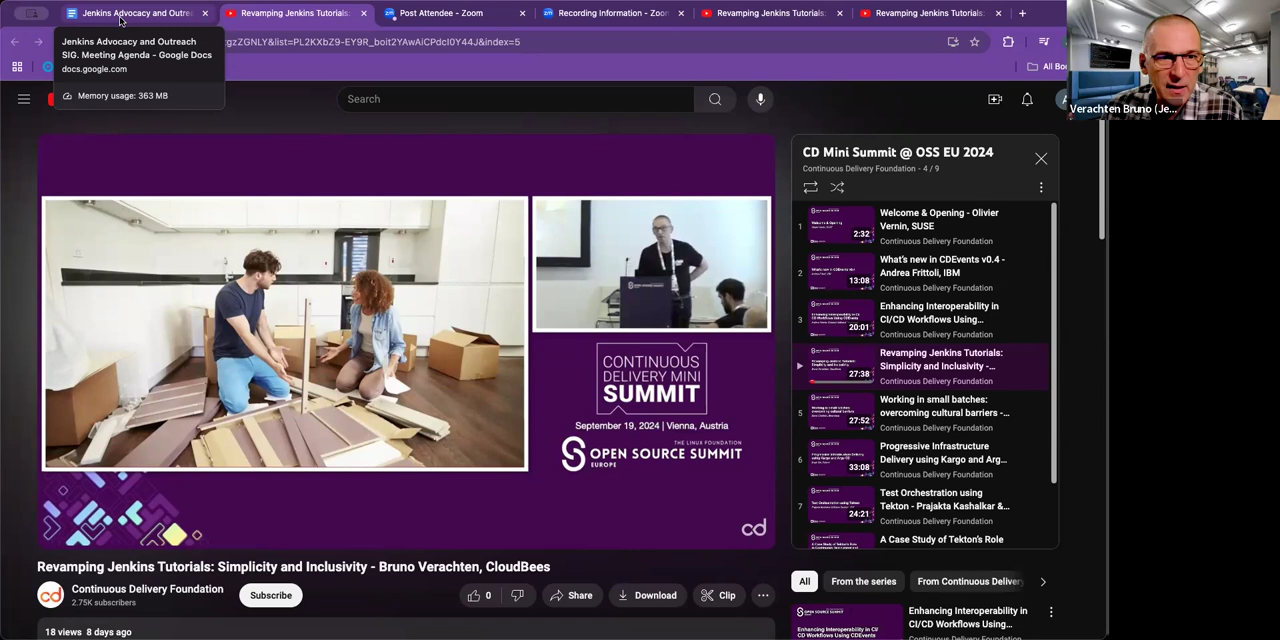 Jenkins Advocacy and Outrea
Revamping Jenkins Tutorials:
Post Attendee - Zoom
Recording Information - Zoo
Revamping Jenkins Tutorials:
Revamping Jenkins Tutorials:
gzZGNLY&list=PL2KXbZ9-EY9R_boit2YAwAiCPdcI0Y44J&index=5
Jenkins Advocacy and Outreach
SIG. Meeting Agenda - Google Docs
docs.google.com
Memory usage: 363 MB
All Bo
Verachten Bruno (Je...
Search
CD Mini Summit @ OSS EU 2024
Continuous Delivery Foundation - 4 / 9
1
2:32
Welcome & Opening - Olivier
Vernin, SUSE
Continuous Delivery Foundation
2
13:08
What's new in CDEvents v0.4 -
Andrea Frittoli, IBM
Continuous Delivery Foundation
3
20:01
Enhancing Interoperability in
CI/CD Workflows Using...
Continuous Delivery Foundation
27:38
Revamping Jenkins Tutorials:
Simplicity and Inclusivity -...
Continuous Delivery Foundation
5
27:52
Working in small batches:
overcoming cultural barriers -...
Continuous Delivery Foundation
6
33:08
Progressive Infrastructure
Delivery using Kargo and Arg...
Continuous Delivery Foundation
7
24:21
Test Orchestration using
Tekton - Prajakta Kashalkar &...
Continuous Delivery Foundation
A Case Study of Tekton's Role
CONTINUOUS
DELIVERY MINI
SUMMIT
September 19, 2024 | Vienna, Austria
THE LINUX FOUNDATION
OPEN SOURCE SUMMIT
EUROPE
cd
Revamping Jenkins Tutorials: Simplicity and Inclusivity - Bruno Verachten, CloudBees
cd
Continuous Delivery Foundation
2.75K subscribers
Subscribe
0
Share
Download
Clip
18 views 8 days ago
All
From the series
From Continuous Delivery
Enhancing Interoperability in
CI/CD Workflows Using...
Continuous Delivery Foundation